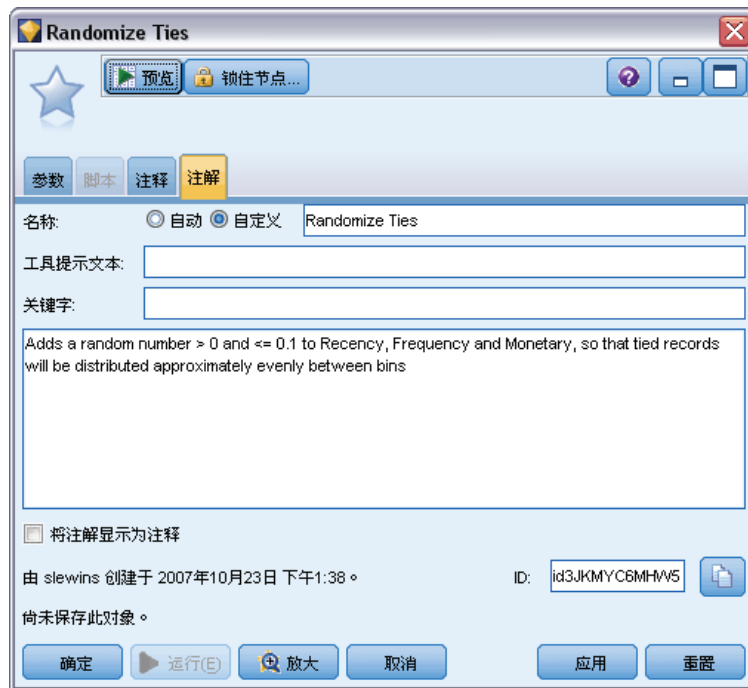 Randomize Ties
预览 锁住节点...
参数 脚本 注释 注解
名称: 自动 自定义 Randomize Ties
工具提示文本:
关键字:
Adds a random number > 0 and <= 0.1 to Recency, Frequency and Monetary, so that tied records
will be distributed approximately evenly between bins
将注解显示为注释
由 slewins 创建于 2007年10月23日 下午1:38。 ID: id3JKMYC6MHW5
尚未保存此对象。
确定 运行(E) 放大 取消 应用 重置